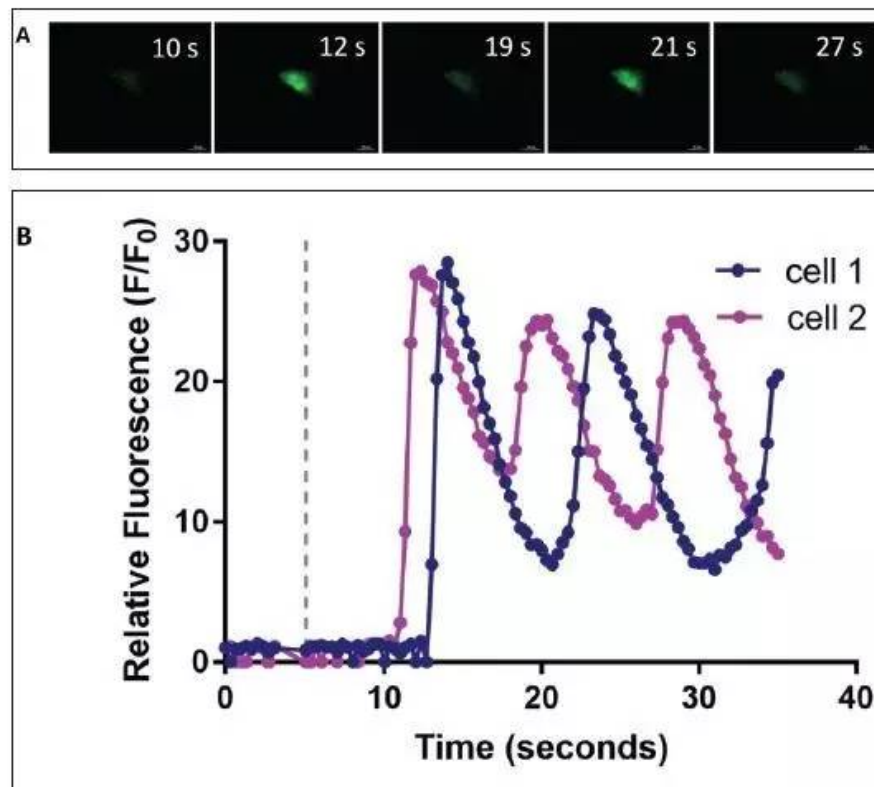 A
10 s 12 s 19 s 21 s 27 s
B
Relative Fluorescence (F/F₀)
30
20
10
0
cell 1
cell 2
0 10 20 30 40
Time (seconds)